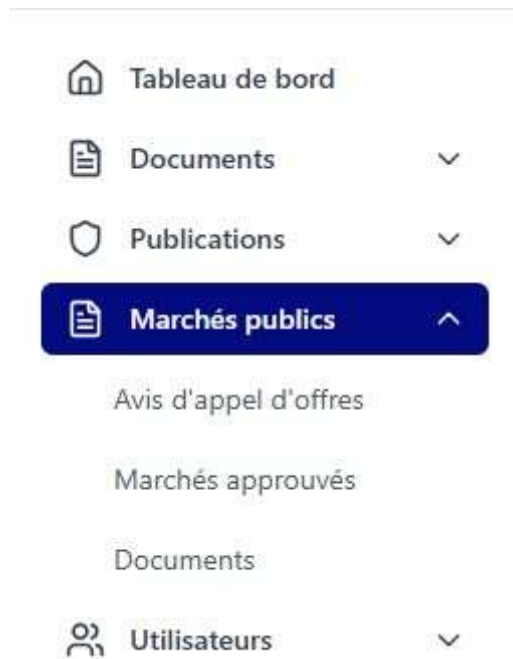 Tableau de bord
Documents
Publications
Marchés publics
Avis d'appel d'offres
Marchés approuvés
Documents
Utilisateurs